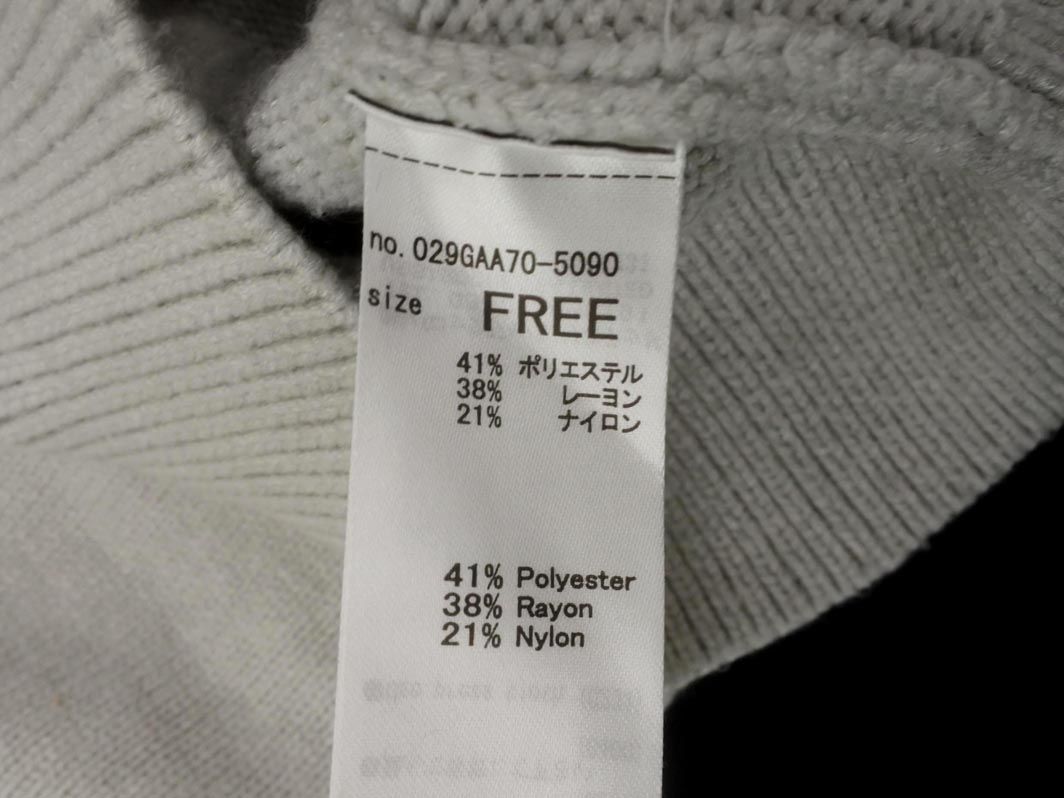 no. 029GAA70-5090
size FREE
41% ポリエステル
38% レーヨン
21% ナイロン
41% Polyester
38% Rayon
21% Nylon